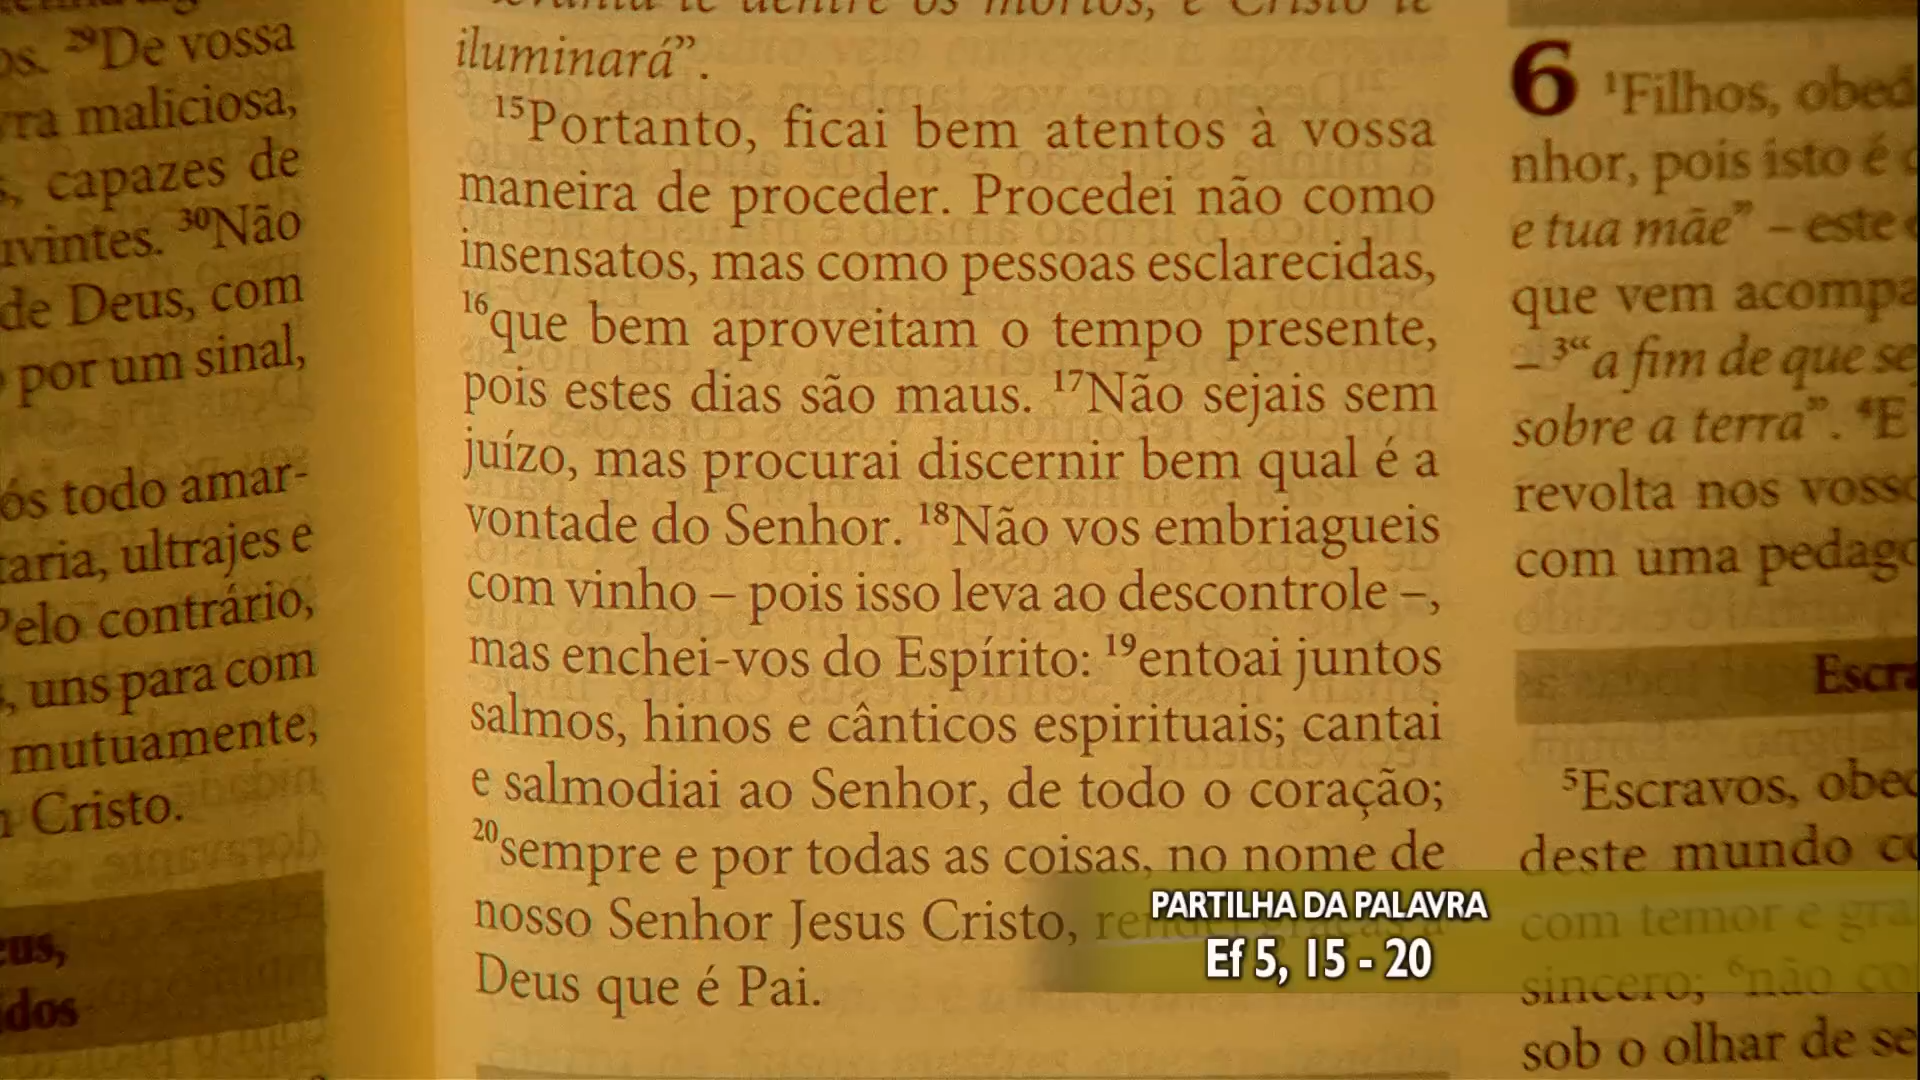 os. ²⁹De vossa
maliciosa,
capazes de
³⁰Não
de Deus, com
por um sinal,
todo amar-
ultrajes e
Pelo contrário,
uns para com
mutuamente,
Cristo.
iluminará”.
¹⁵Portanto, ficai bem atentos à vossa
maneira de proceder. Procedei não como
insensatos, mas como pessoas esclarecidas,
¹⁶que bem aproveitam o tempo presente,
pois estes dias são maus. ¹⁷Não sejais sem
juízo, mas procurai discernir bem qual é a
vontade do Senhor. ¹⁸Não vos embriagueis
com vinho – pois isso leva ao descontrole –,
mas enchei-vos do Espírito: ¹⁹entoai juntos
salmos, hinos e cânticos espirituais; cantai
e salmodiai ao Senhor, de todo o coração;
²⁰sempre e por todas as coisas, no nome de
nosso Senhor Jesus Cristo,
Deus que é Pai.
6 ¹Filhos,
nhor, pois isto é
e tua mãe” – este
que vem
– ³“a fim de que
sobre a terra”. ⁴E
revolta nos
com uma
⁵Escravos,
deste mundo
com temor e
sincero; ⁶não
sob o olhar de
PARTILHA DA PALAVRA
Ef 5, 15 - 20